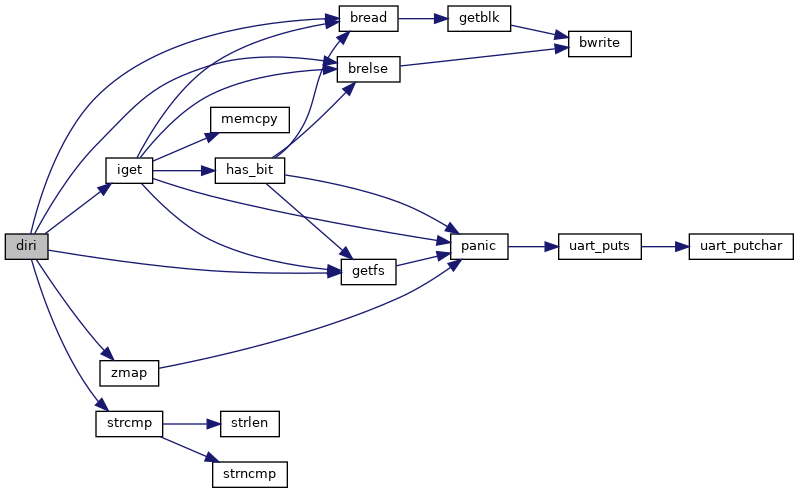 bread
getblk
bwrite
brelse
memcpy
iget
has_bit
diri
panic
uart_puts
uart_putchar
getfs
zmap
strcmp
strlen
strncmp